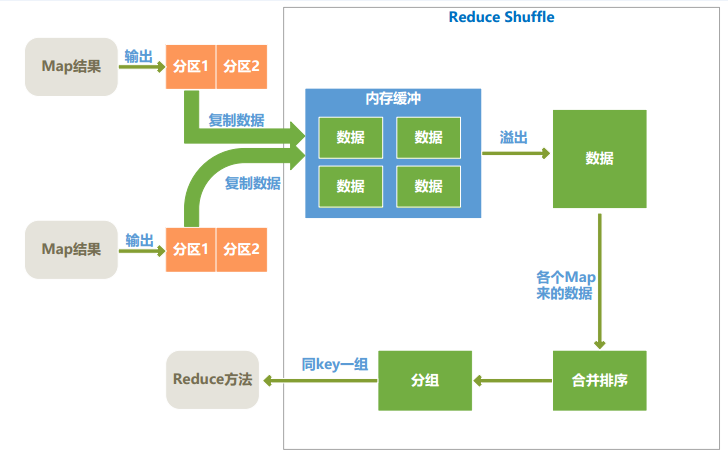 Reduce Shuffle
Map结果
输出
分区1
分区2
复制数据
内存缓冲
数据
数据
数据
数据
溢出
数据
复制数据
Map结果
输出
分区1
分区2
各个Map
来的数据
Reduce方法
同key一组
分组
合并排序